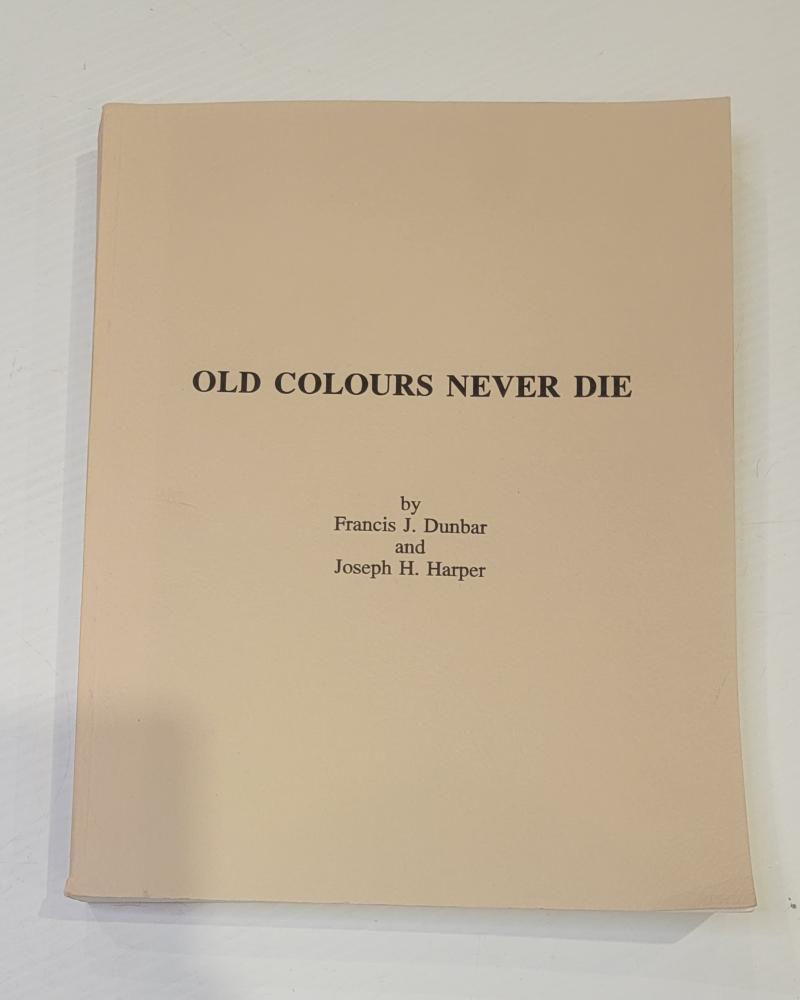 OLD COLOURS NEVER DIE
by
Francis J. Dunbar
and
Joseph H. Harper